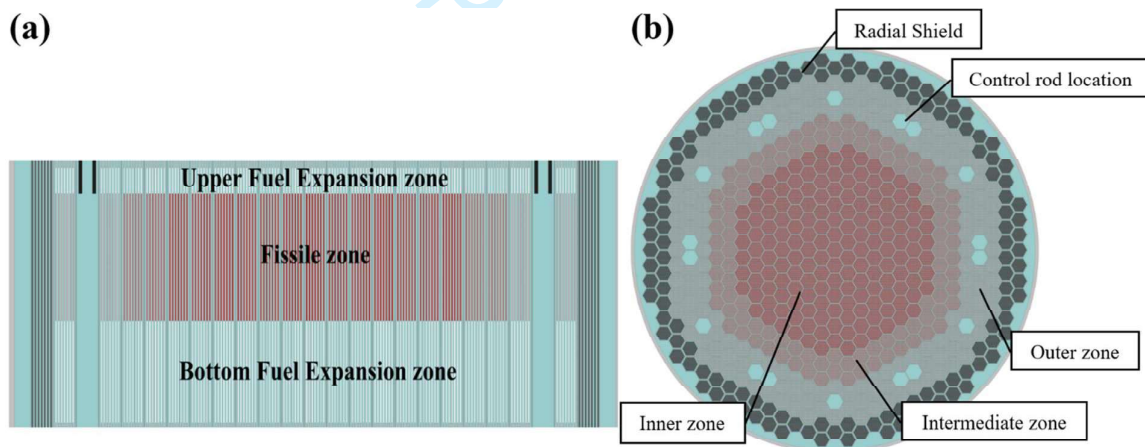 (a)
Upper Fuel Expansion zone
Fissile zone
Bottom Fuel Expansion zone
(b)
Radial Shield
Control rod location
Outer zone
Inner zone
Intermediate zone